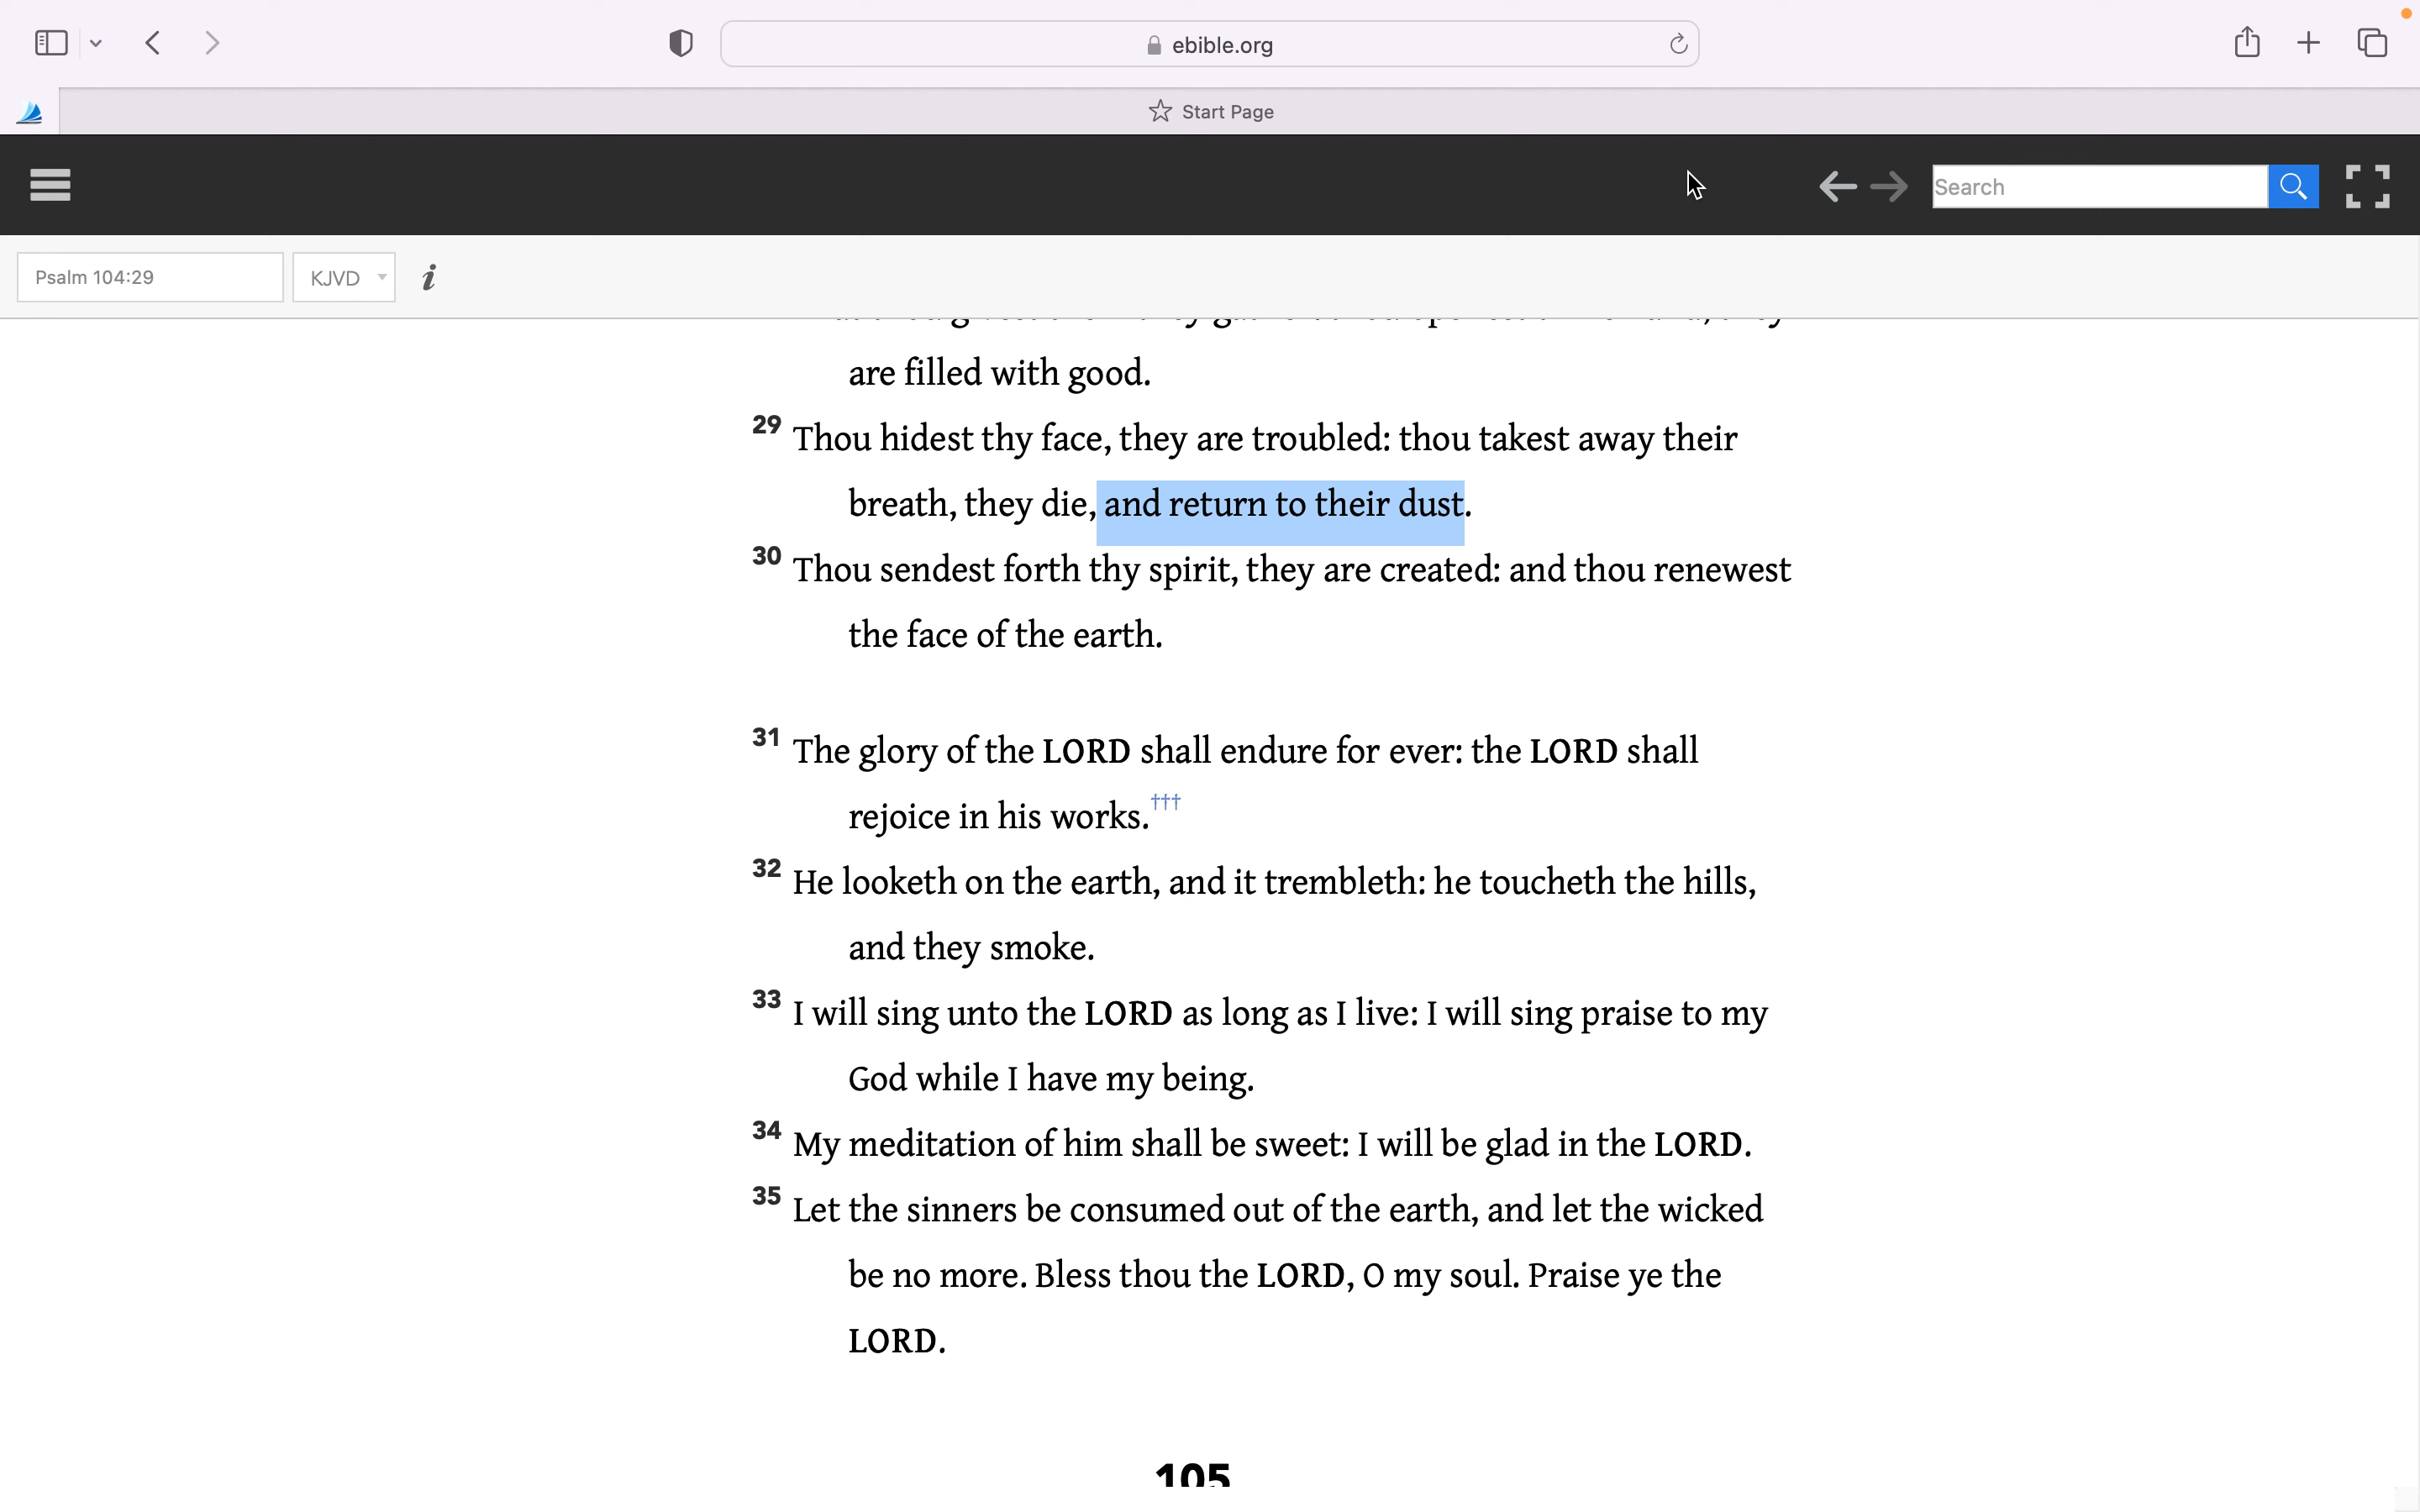 ebible.org
Start Page
Search
Psalm 104:29
KJVD
i
are filled with good.
29 Thou hidest thy face, they are troubled: thou takest away their
breath, they die, and return to their dust.
30 Thou sendest forth thy spirit, they are created: and thou renewest
the face of the earth.
31 The glory of the LORD shall endure for ever: the LORD shall
rejoice in his works.†††
32 He looketh on the earth, and it trembleth: he toucheth the hills,
and they smoke.
33 I will sing unto the LORD as long as I live: I will sing praise to my
God while I have my being.
34 My meditation of him shall be sweet: I will be glad in the LORD.
35 Let the sinners be consumed out of the earth, and let the wicked
be no more. Bless thou the LORD, O my soul. Praise ye the
LORD.
105